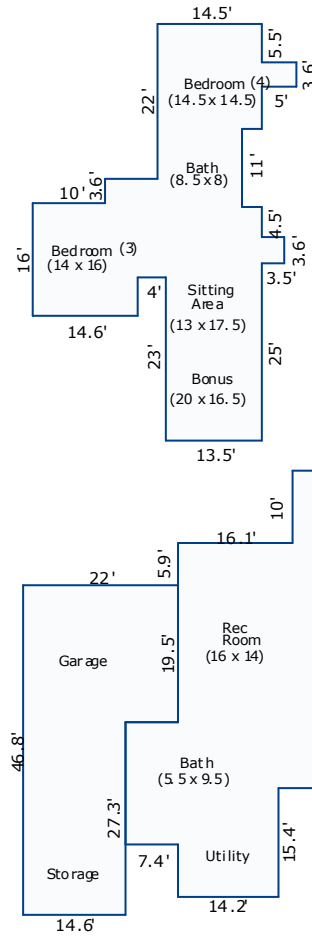 14.5'
5.5'
3.6'
Bedroom (4)
(14.5 x 14.5)
5'
22'
11'
Bath
(8.5 x 8)
3.6'
10'
4.5'
3.6'
16'
Bedroom (3)
(14 x 16)
3.5'
4'
Sitting
Area
(13 x 17.5)
14.6'
23'
25'
Bonus
(20 x 16.5)
13.5'
10'
16.1'
5.9'
22'
Rec
Room
(16 x 14)
19.5'
Garage
46.8'
Bath
(5.5 x 9.5)
27.3'
15.4'
7.4'
Utility
Storage
14.2'
14.6'